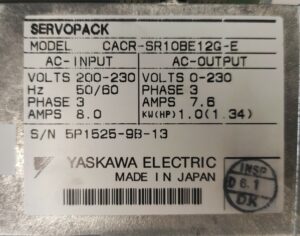 SERVOPACK
MODEL CACR-SR10BE12G-E
AC-INPUT AC-OUTPUT
VOLTS 200-230 VOLTS 0-230
Hz 50/60 PHASE 3
PHASE 3 AMPS 7.6
AMPS 8.0 KW(HP) 1.0(1.34)
S/N 5P1525-9B-13
YASKAWA ELECTRIC
MADE IN JAPAN
INSP
D 8.1
D.K